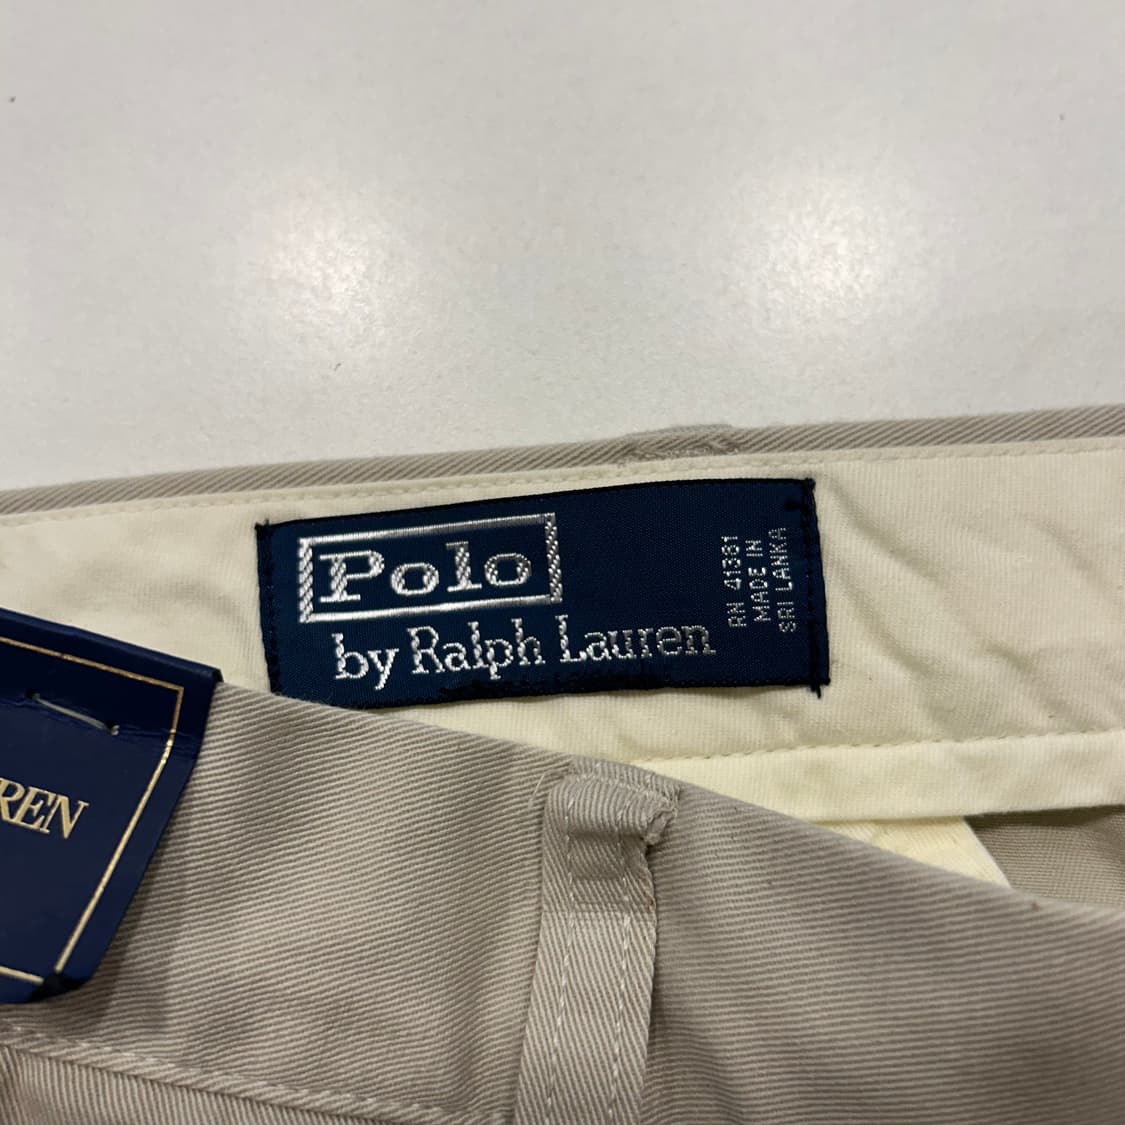 Polo
by Ralph Lauren
RN 41381
MADE IN
SRI LANKA
REN